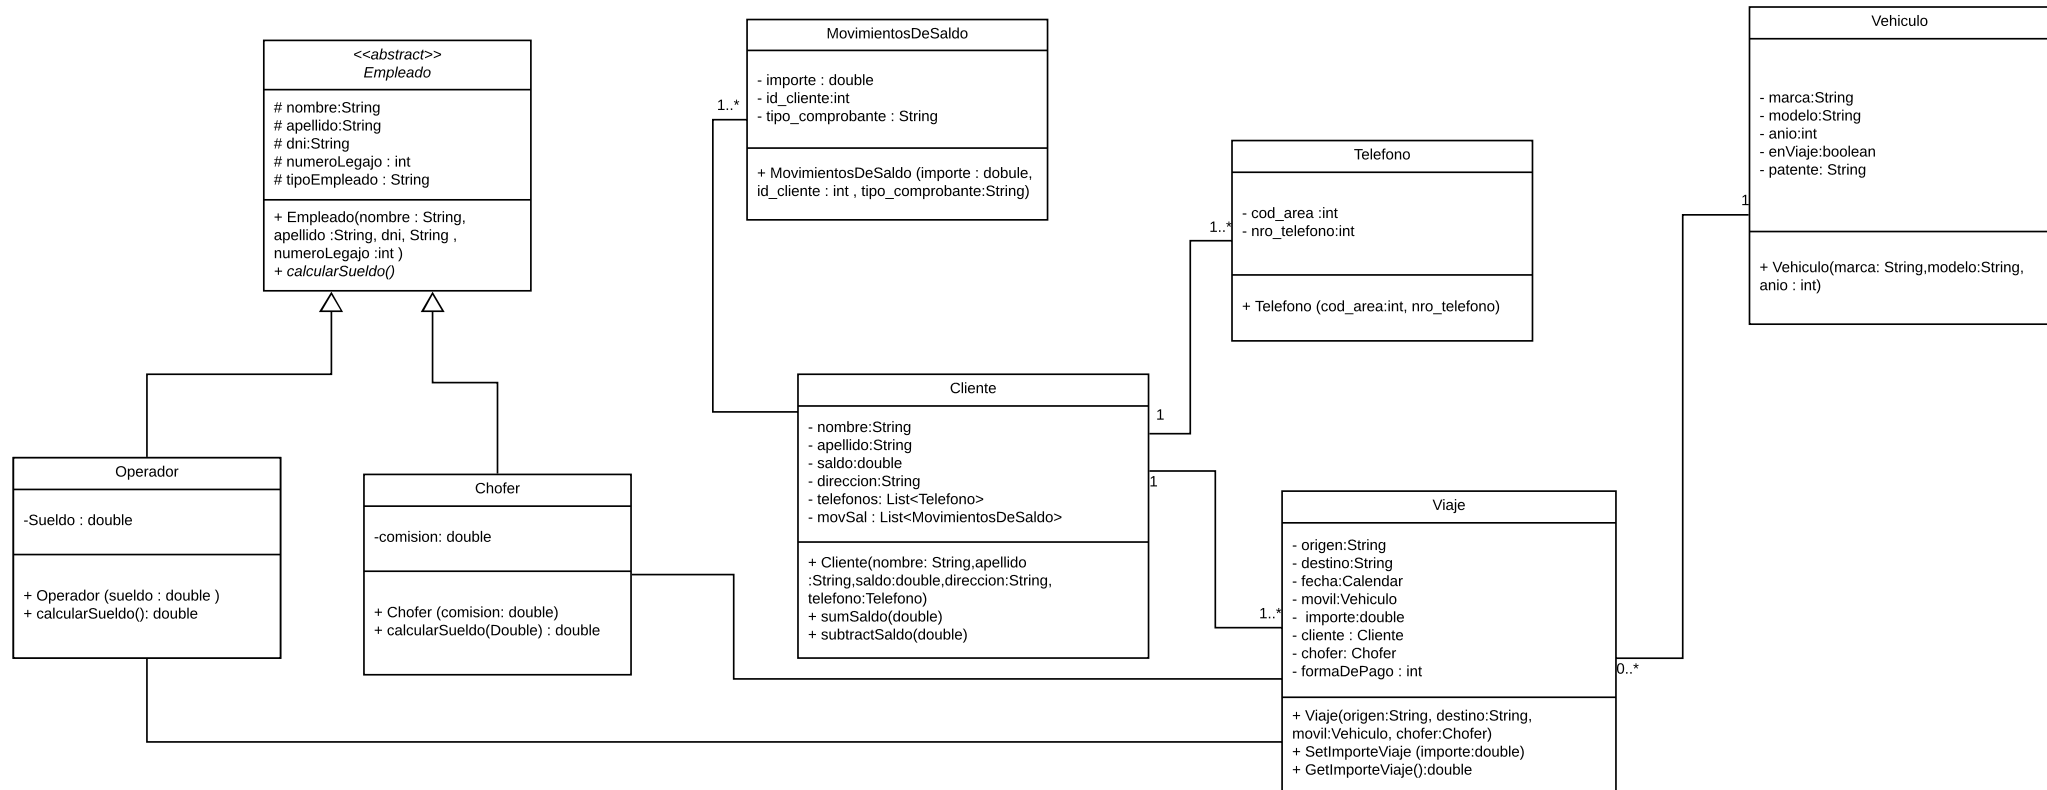 <<abstract>>
Empleado
# nombre:String
# apellido:String
# dni:String
# numeroLegajo : int
# tipoEmpleado : String
+ Empleado(nombre : String,
apellido :String, dni, String ,
numeroLegajo :int )
+ calcularSueldo()
MovimientosDeSaldo
- importe : double
- id_cliente:int
- tipo_comprobante : String
+ MovimientosDeSaldo (importe : dobule,
id_cliente : int , tipo_comprobante:String)
1..*
Telefono
- cod_area :int
- nro_telefono:int
+ Telefono (cod_area:int, nro_telefono)
1..*
Vehiculo
- marca:String
- modelo:String
- anio:int
- enViaje:boolean
- patente: String
+ Vehiculo(marca: String,modelo:String,
anio : int)
1
Operador
-Sueldo : double
+ Operador (sueldo : double )
+ calcularSueldo(): double
Chofer
-comision: double
+ Chofer (comision: double)
+ calcularSueldo(Double) : double
Cliente
- nombre:String
- apellido:String
- saldo:double
- direccion:String
- telefonos: List<Telefono>
- movSal : List<MovimientosDeSaldo>
+ Cliente(nombre: String,apellido
:String,saldo:double,direccion:String,
telefono:Telefono)
+ sumSaldo(double)
+ subtractSaldo(double)
1
1
1..*
Viaje
- origen:String
- destino:String
- fecha:Calendar
- movil:Vehiculo
-  importe:double
- cliente : Cliente
- chofer: Chofer
- formaDePago : int
+ Viaje(origen:String, destino:String,
movil:Vehiculo, chofer:Chofer)
+ SetImporteViaje (importe:double)
+ GetImporteViaje():double
0..*